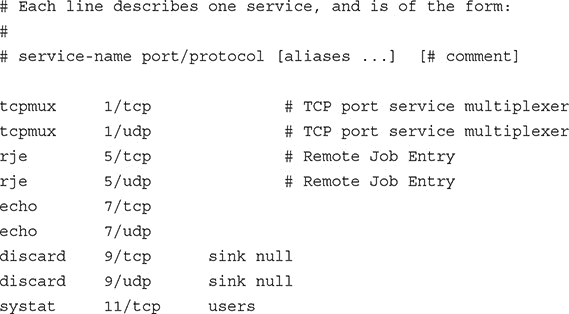 # Each line describes one service, and is of the form:
#
# service-name port/protocol [aliases ...]  [# comment]

tcpmux    1/tcp              # TCP port service multiplexer
tcpmux    1/udp              # TCP port service multiplexer
rje       5/tcp              # Remote Job Entry
rje       5/udp              # Remote Job Entry
echo      7/tcp
echo      7/udp
discard   9/tcp      sink null
discard   9/udp      sink null
systat    11/tcp     users